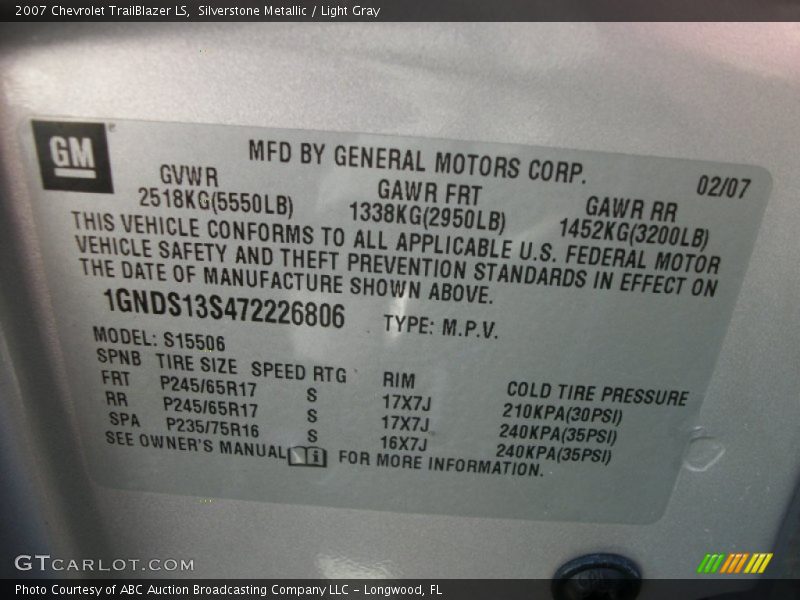 2007 Chevrolet TrailBlazer LS,  Silverstone Metallic / Light Gray
GM
MFD BY GENERAL MOTORS CORP.
02/07
GVWR GAWR FRT GAWR RR
2518KG(5550LB) 1338KG(2950LB) 1452KG(3200LB)
THIS VEHICLE CONFORMS TO ALL APPLICABLE U.S. FEDERAL MOTOR
VEHICLE SAFETY AND THEFT PREVENTION STANDARDS IN EFFECT ON
THE DATE OF MANUFACTURE SHOWN ABOVE.
1GNDS13S472226806 TYPE: M.P.V.
MODEL: S15506
SPNB TIRE SIZE SPEED RTG RIM COLD TIRE PRESSURE
FRT P245/65R17 S 17X7J 210KPA(30PSI)
RR P245/65R17 S 17X7J 240KPA(35PSI)
SPA P235/75R16 S 16X7J 240KPA(35PSI)
SEE OWNER'S MANUAL i FOR MORE INFORMATION.
GTCARLOT.COM
Photo Courtesy of ABC Auction Broadcasting Company LLC - Longwood, FL